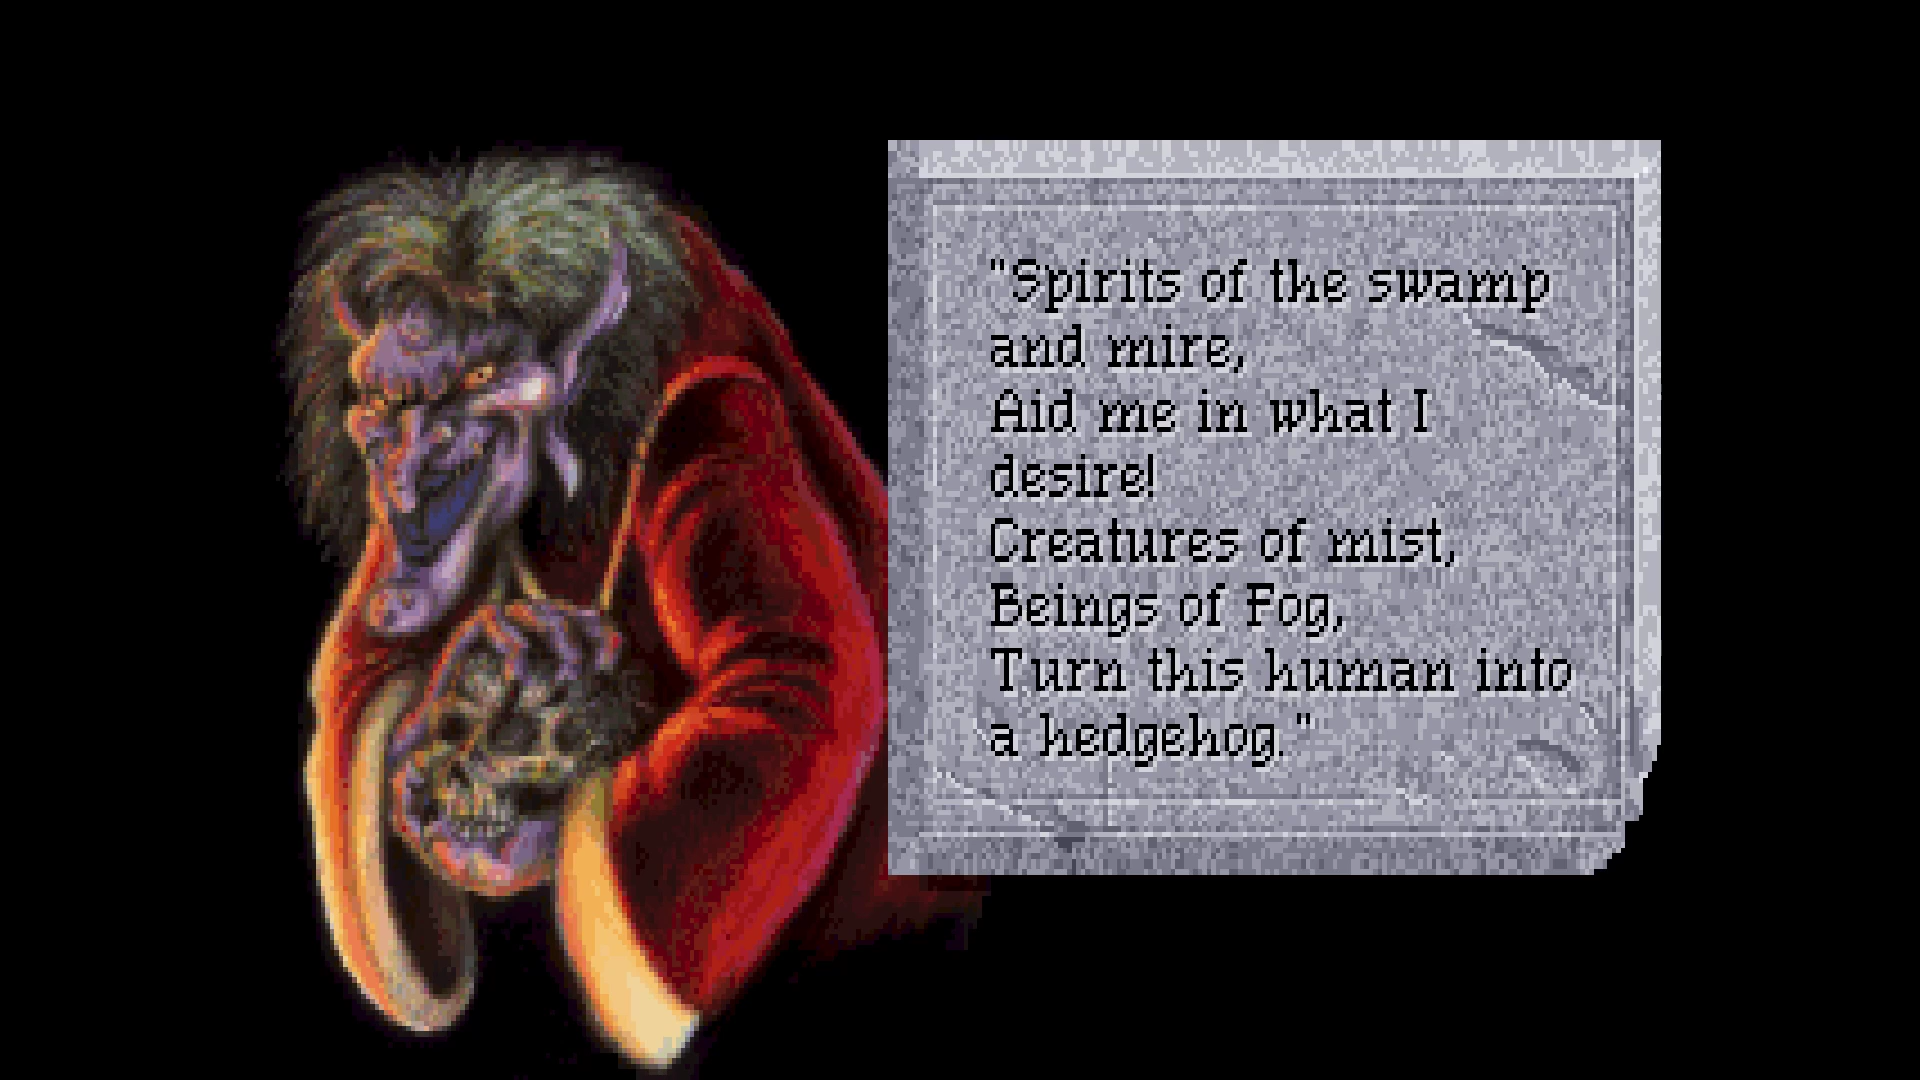 "Spirits of the swamp
and mire,
Aid me in what I
desire!
Creatures of mist,
Beings of Fog,
Turn this human into
a hedgehog."